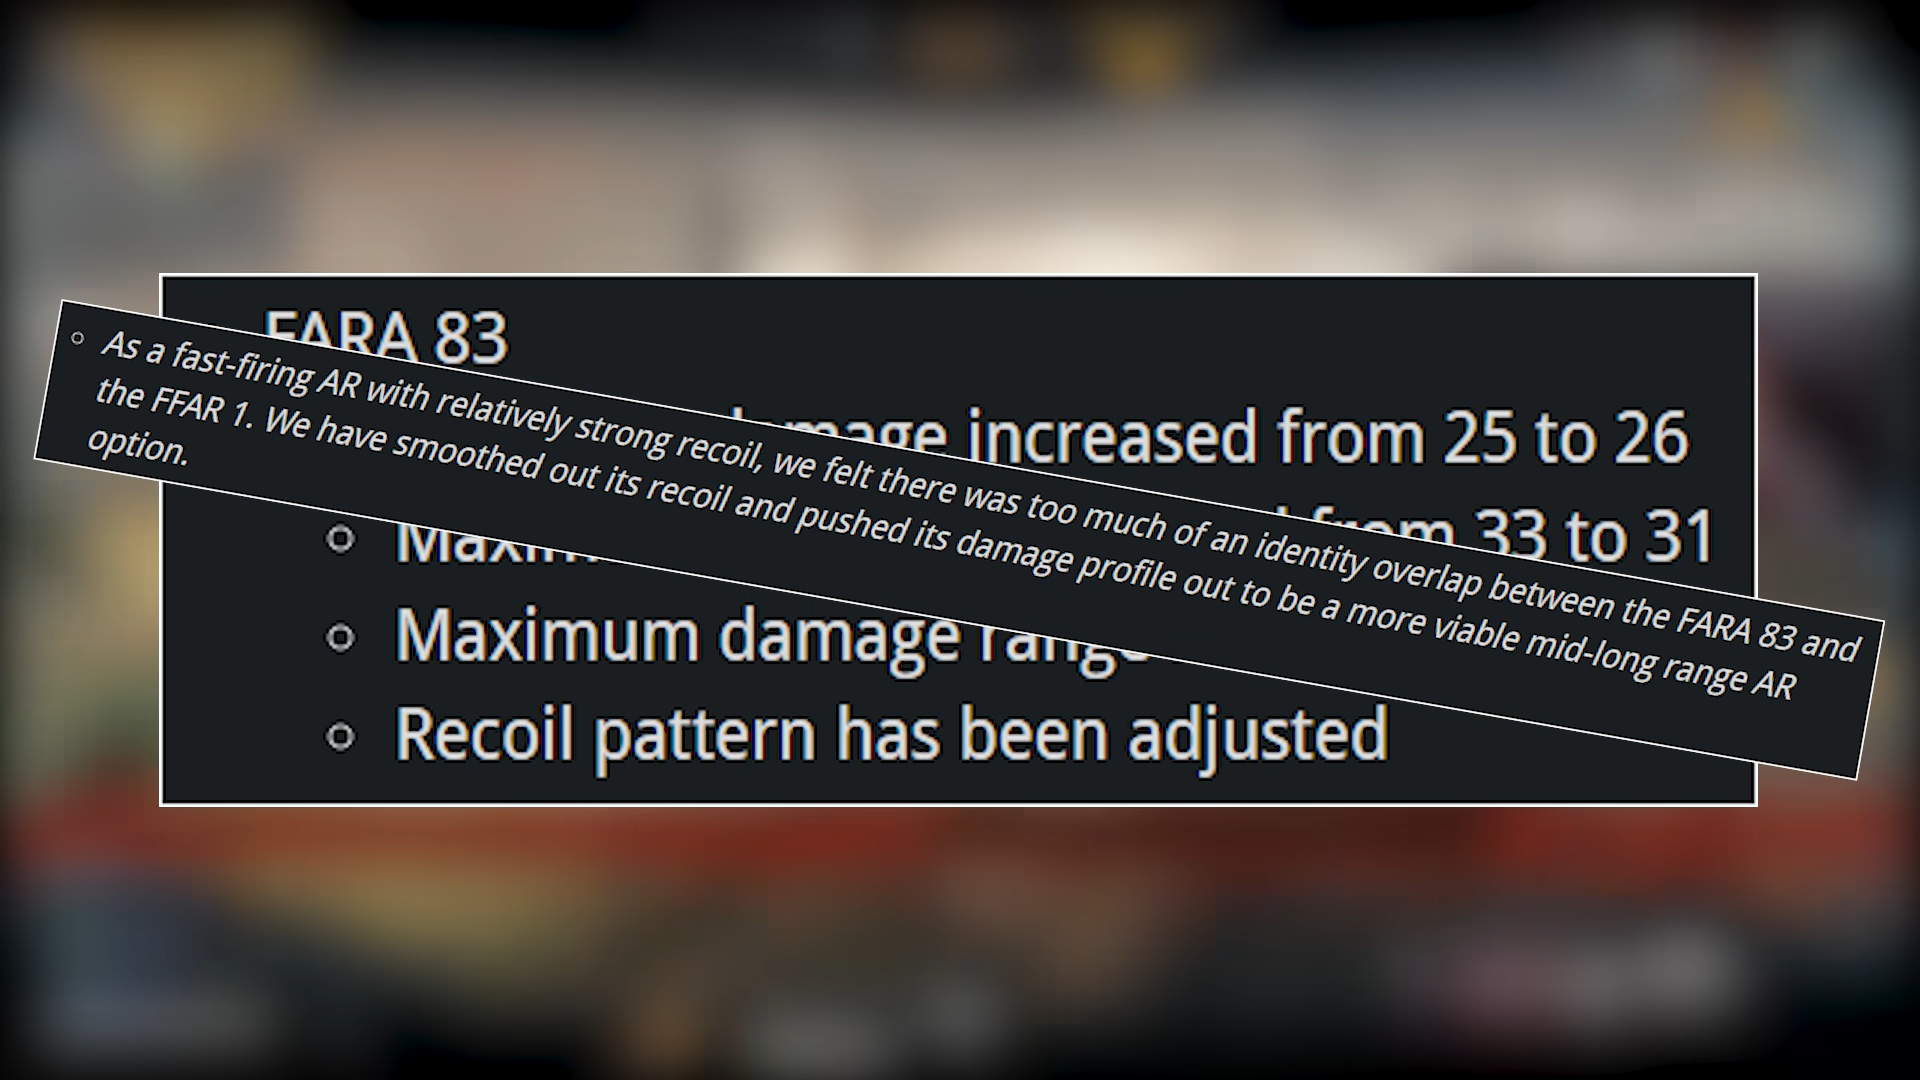 FARA 83
increased from 25 to 26
from 33 to 31
Maximum damage range
Recoil pattern has been adjusted
As a fast-firing AR with relatively strong recoil, we felt there was too much of an identity overlap between the FARA 83 and
the FFAR 1. We have smoothed out its recoil and pushed its damage profile out to be a more viable mid-long range AR
option.